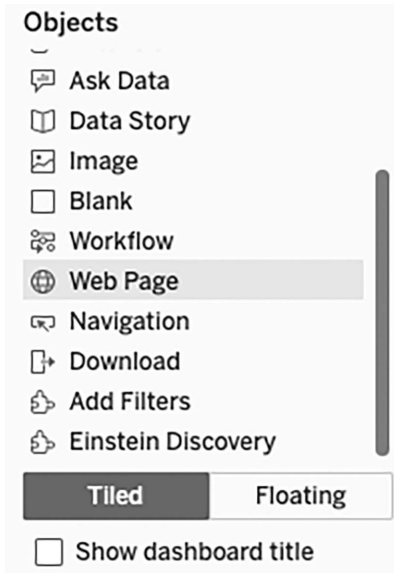 Objects
Ask Data
Data Story
Image
Blank
Workflow
Web Page
Navigation
Download
Add Filters
Einstein Discovery
Tiled Floating
Show dashboard title